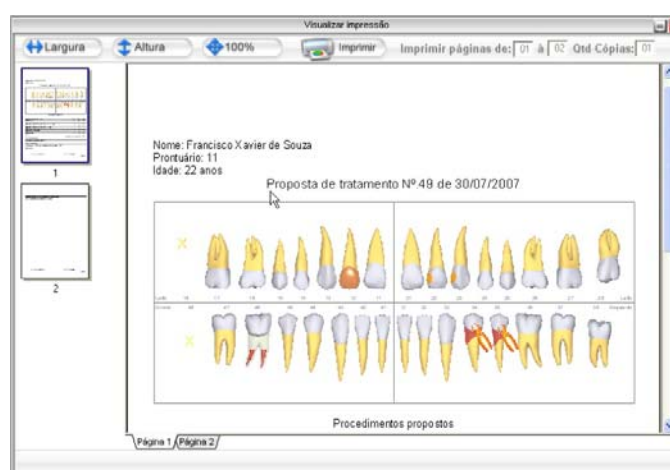 Visualizar impressão
Largura Altura 100% Imprimir Imprimir páginas de: 01 à 02 Qtd Cópias: 01
1
2
Nome: Francisco Xavier de Souza
Prontuário: 11
Idade: 22 anos
Proposta de tratamento Nº.49 de 30/07/2007
Procedimentos propostos
Página 1 Página 2